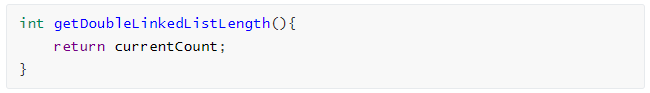 int getDoubleLinkedListLength(){
    return currentCount;
}